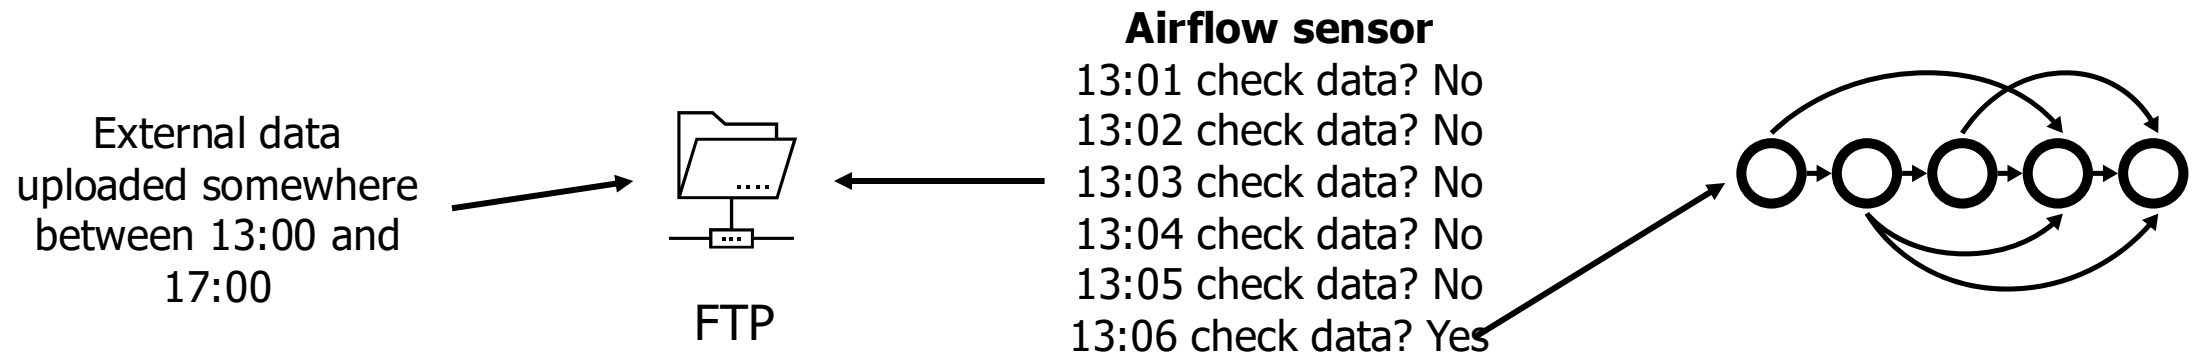 External data
uploaded somewhere
between 13:00 and
17:00
FTP
Airflow sensor
13:01 check data? No
13:02 check data? No
13:03 check data? No
13:04 check data? No
13:05 check data? No
13:06 check data? Yes